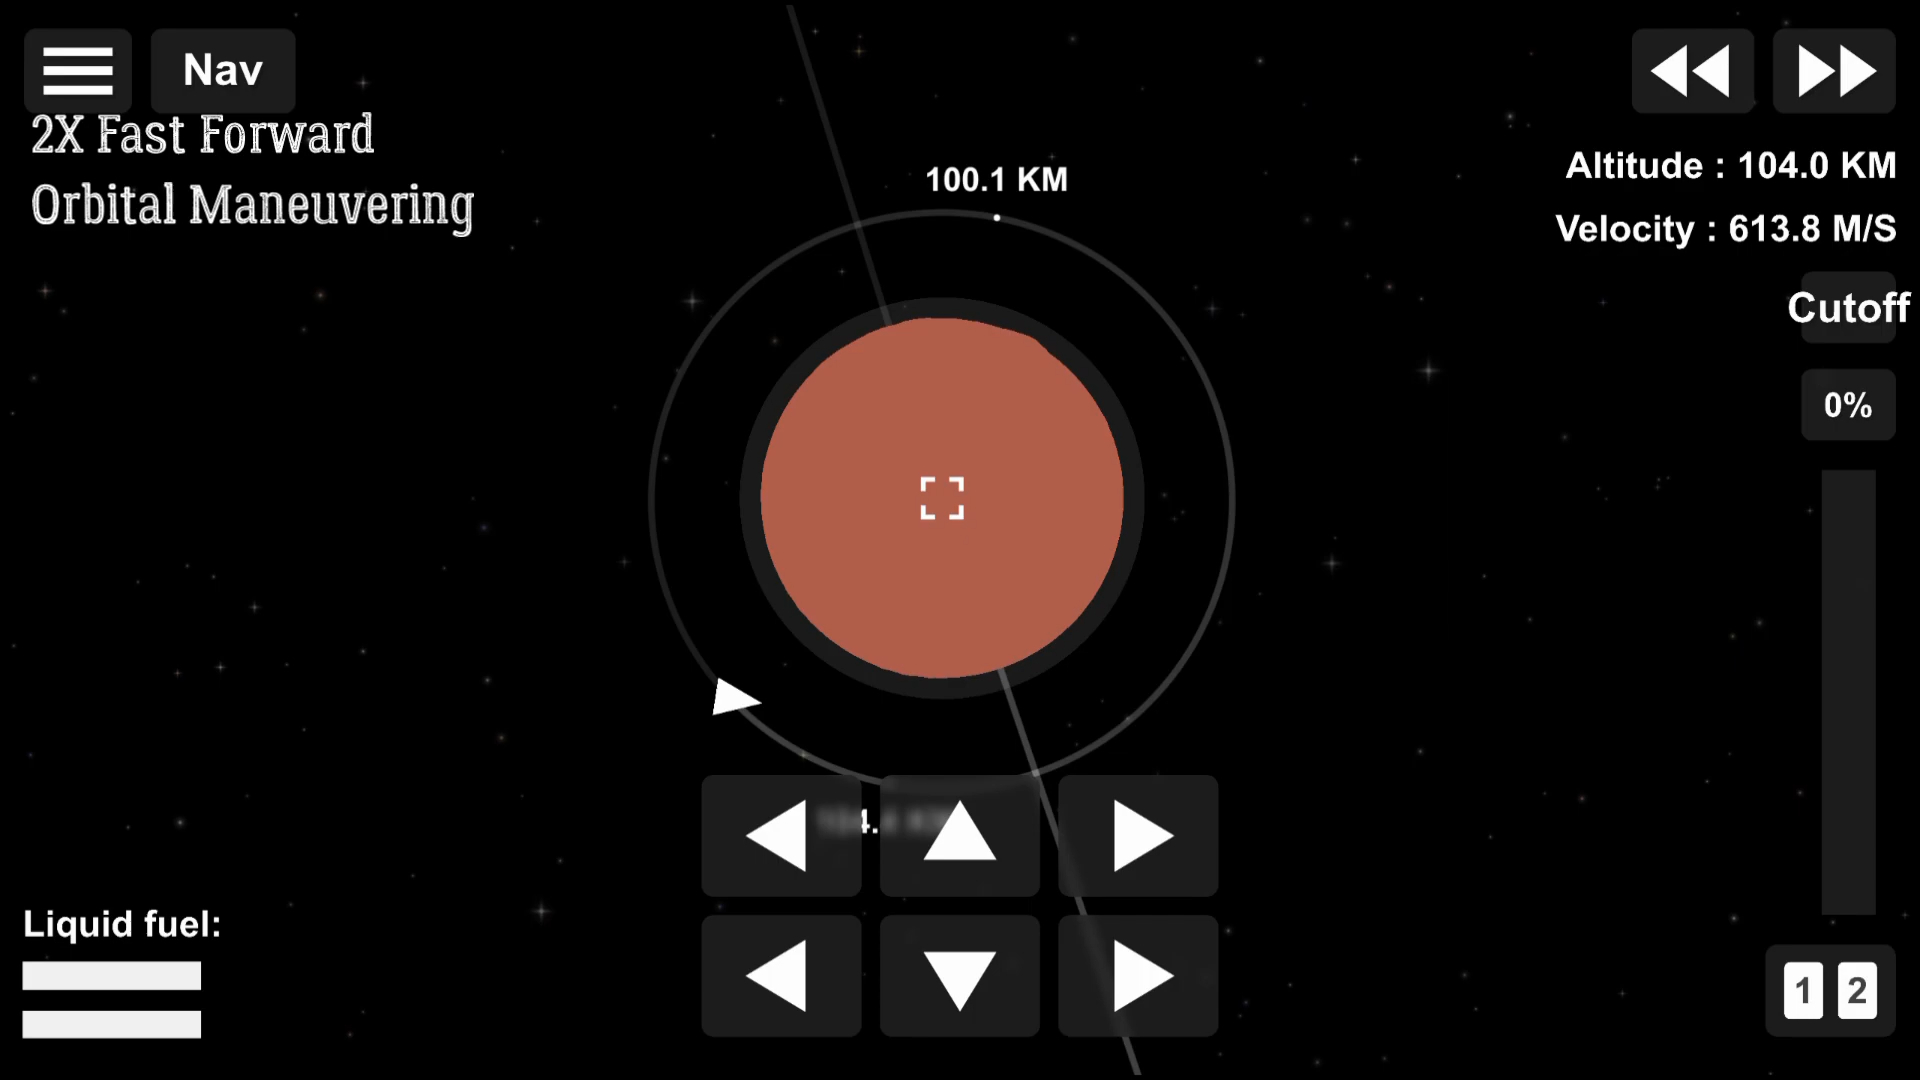 Nav
2X Fast Forward
Orbital Maneuvering
100.1 KM
Altitude : 104.0 KM
Velocity : 613.8 M/S
Cutoff
0%
Liquid fuel:
1 2